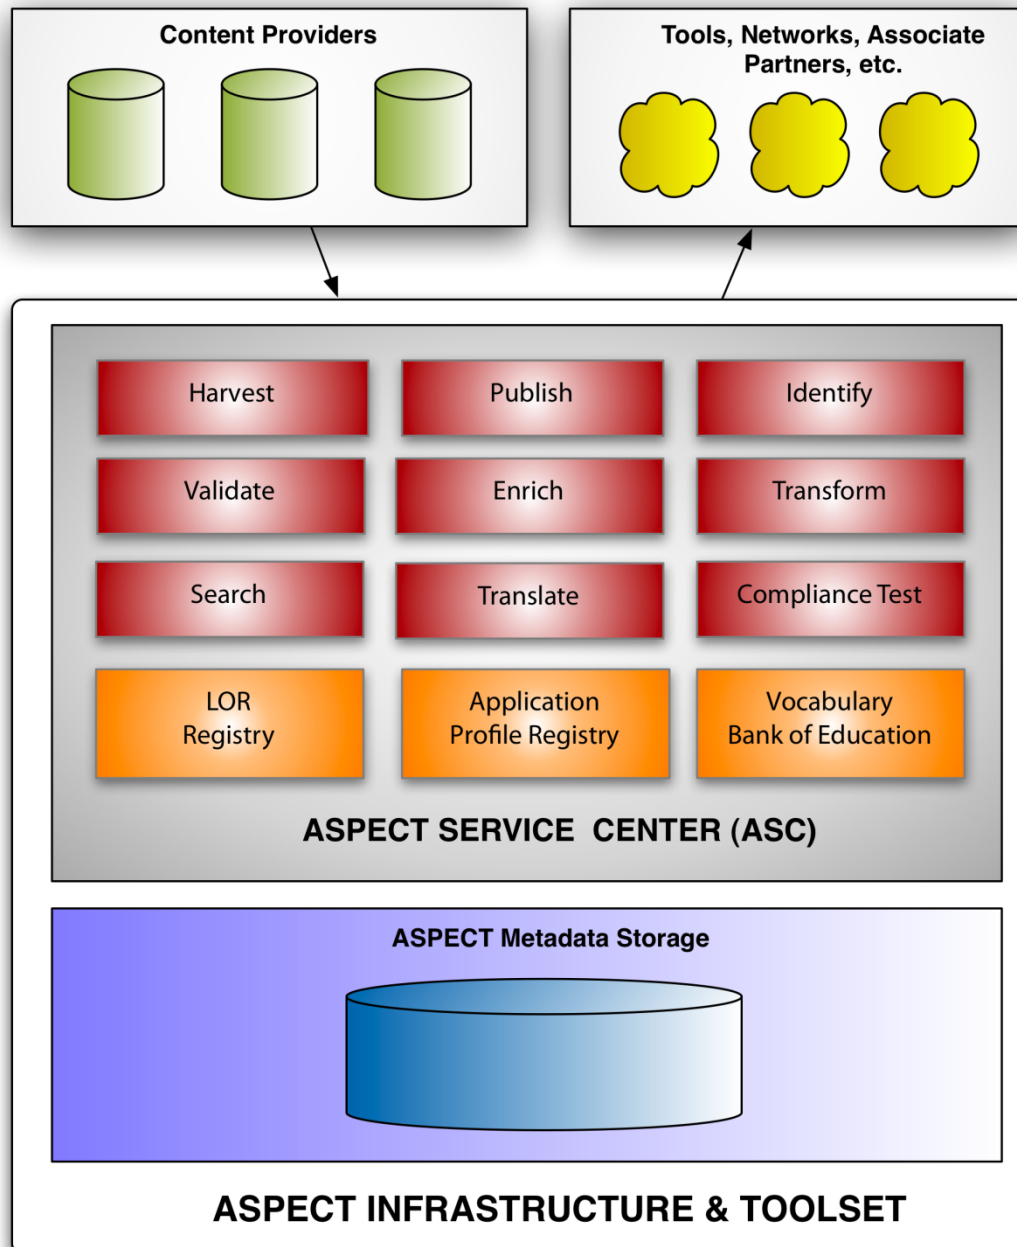 Content Providers
Tools, Networks, Associate
Partners, etc.
Harvest
Publish
Identify
Validate
Enrich
Transform
Search
Translate
Compliance Test
LOR
Registry
Application
Profile Registry
Vocabulary
Bank of Education
ASPECT SERVICE CENTER (ASC)
ASPECT Metadata Storage
ASPECT INFRASTRUCTURE & TOOLSET